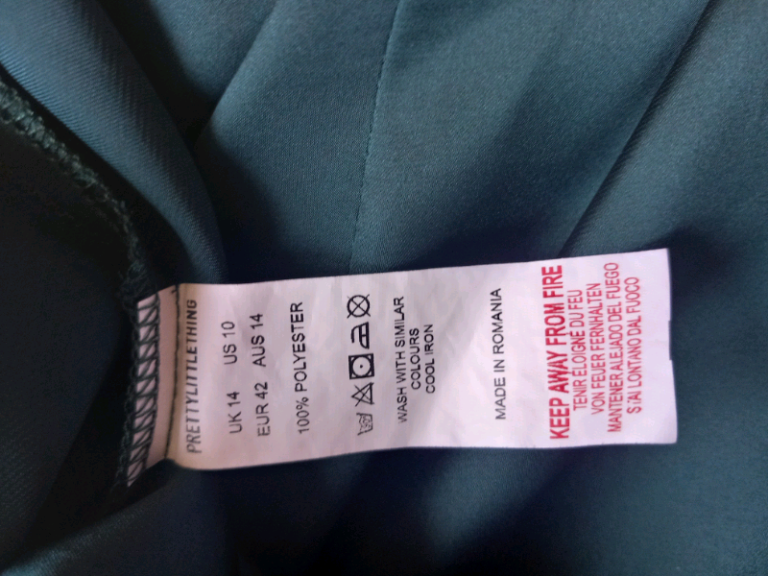 PRETTYLITTLETHING
UK 14 US 10
EUR 42 AUS 14
100% POLYESTER
WASH WITH SIMILAR
COLOURS
COOL IRON
MADE IN ROMANIA
KEEP AWAY FROM FIRE
TENIR ELOIGNE DU FEU
VON FEUER FERNHALTEN
MANTENER ALEJADO DEL FUEGO
LONTANO DAL FUOCO